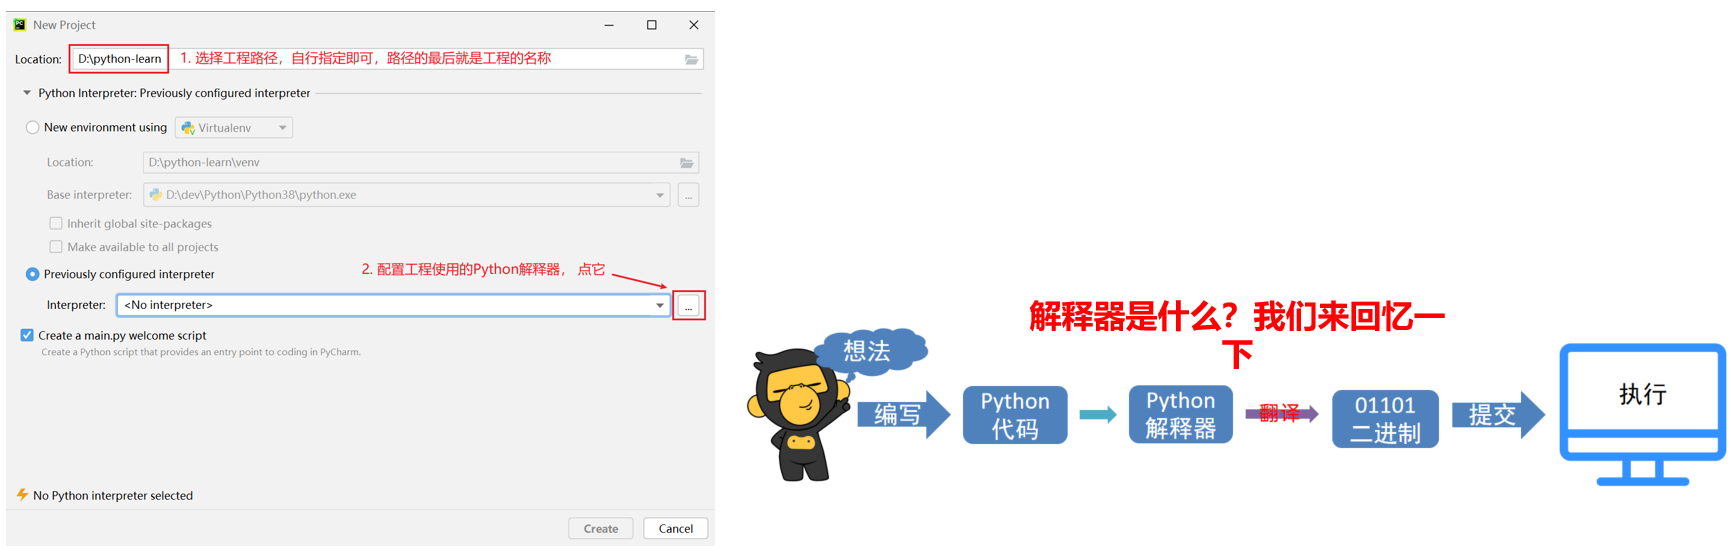 New Project
Location: D:\python-learn 1. 选择工程路径，自行指定即可，路径的最后就是工程的名称
Python Interpreter: Previously configured interpreter
New environment using Virtualenv
Location: D:\python-learn\venv
Base interpreter: D:\dev\Python\Python38\python.exe ...
Inherit global site-packages
Make available to all projects
2. 配置工程使用的Python解释器， 点它
Previously configured interpreter
Interpreter: <No interpreter> ...
Create a main.py welcome script
Create a Python script that provides an entry point to coding in PyCharm.
No Python interpreter selected
Create Cancel
解释器是什么？我们来回忆一
下
想法
编写
Python
代码
Python
解释器
翻译
01101
二进制
提交
执行